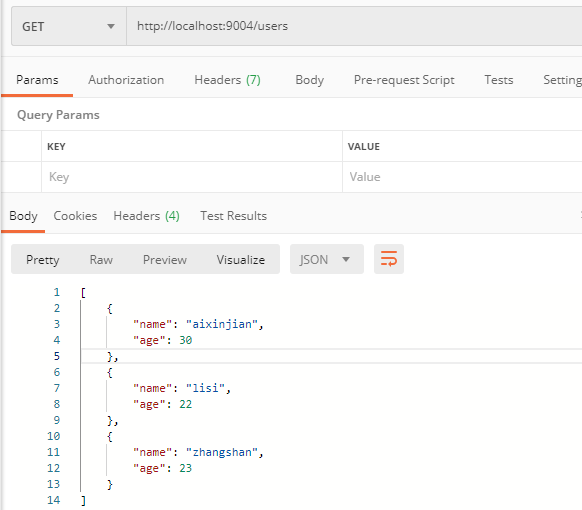 GET http://localhost:9004/users
Params Authorization Headers (7) Body Pre-request Script Tests Setting
Query Params
KEY VALUE
Key Value
Body Cookies Headers (4) Test Results
Pretty Raw Preview Visualize JSON
1 [
2 {
3 "name": "aixinjian",
4 "age": 30
5 },
6 {
7 "name": "lisi",
8 "age": 22
9 },
10 {
11 "name": "zhangshan",
12 "age": 23
13 }
14 ]